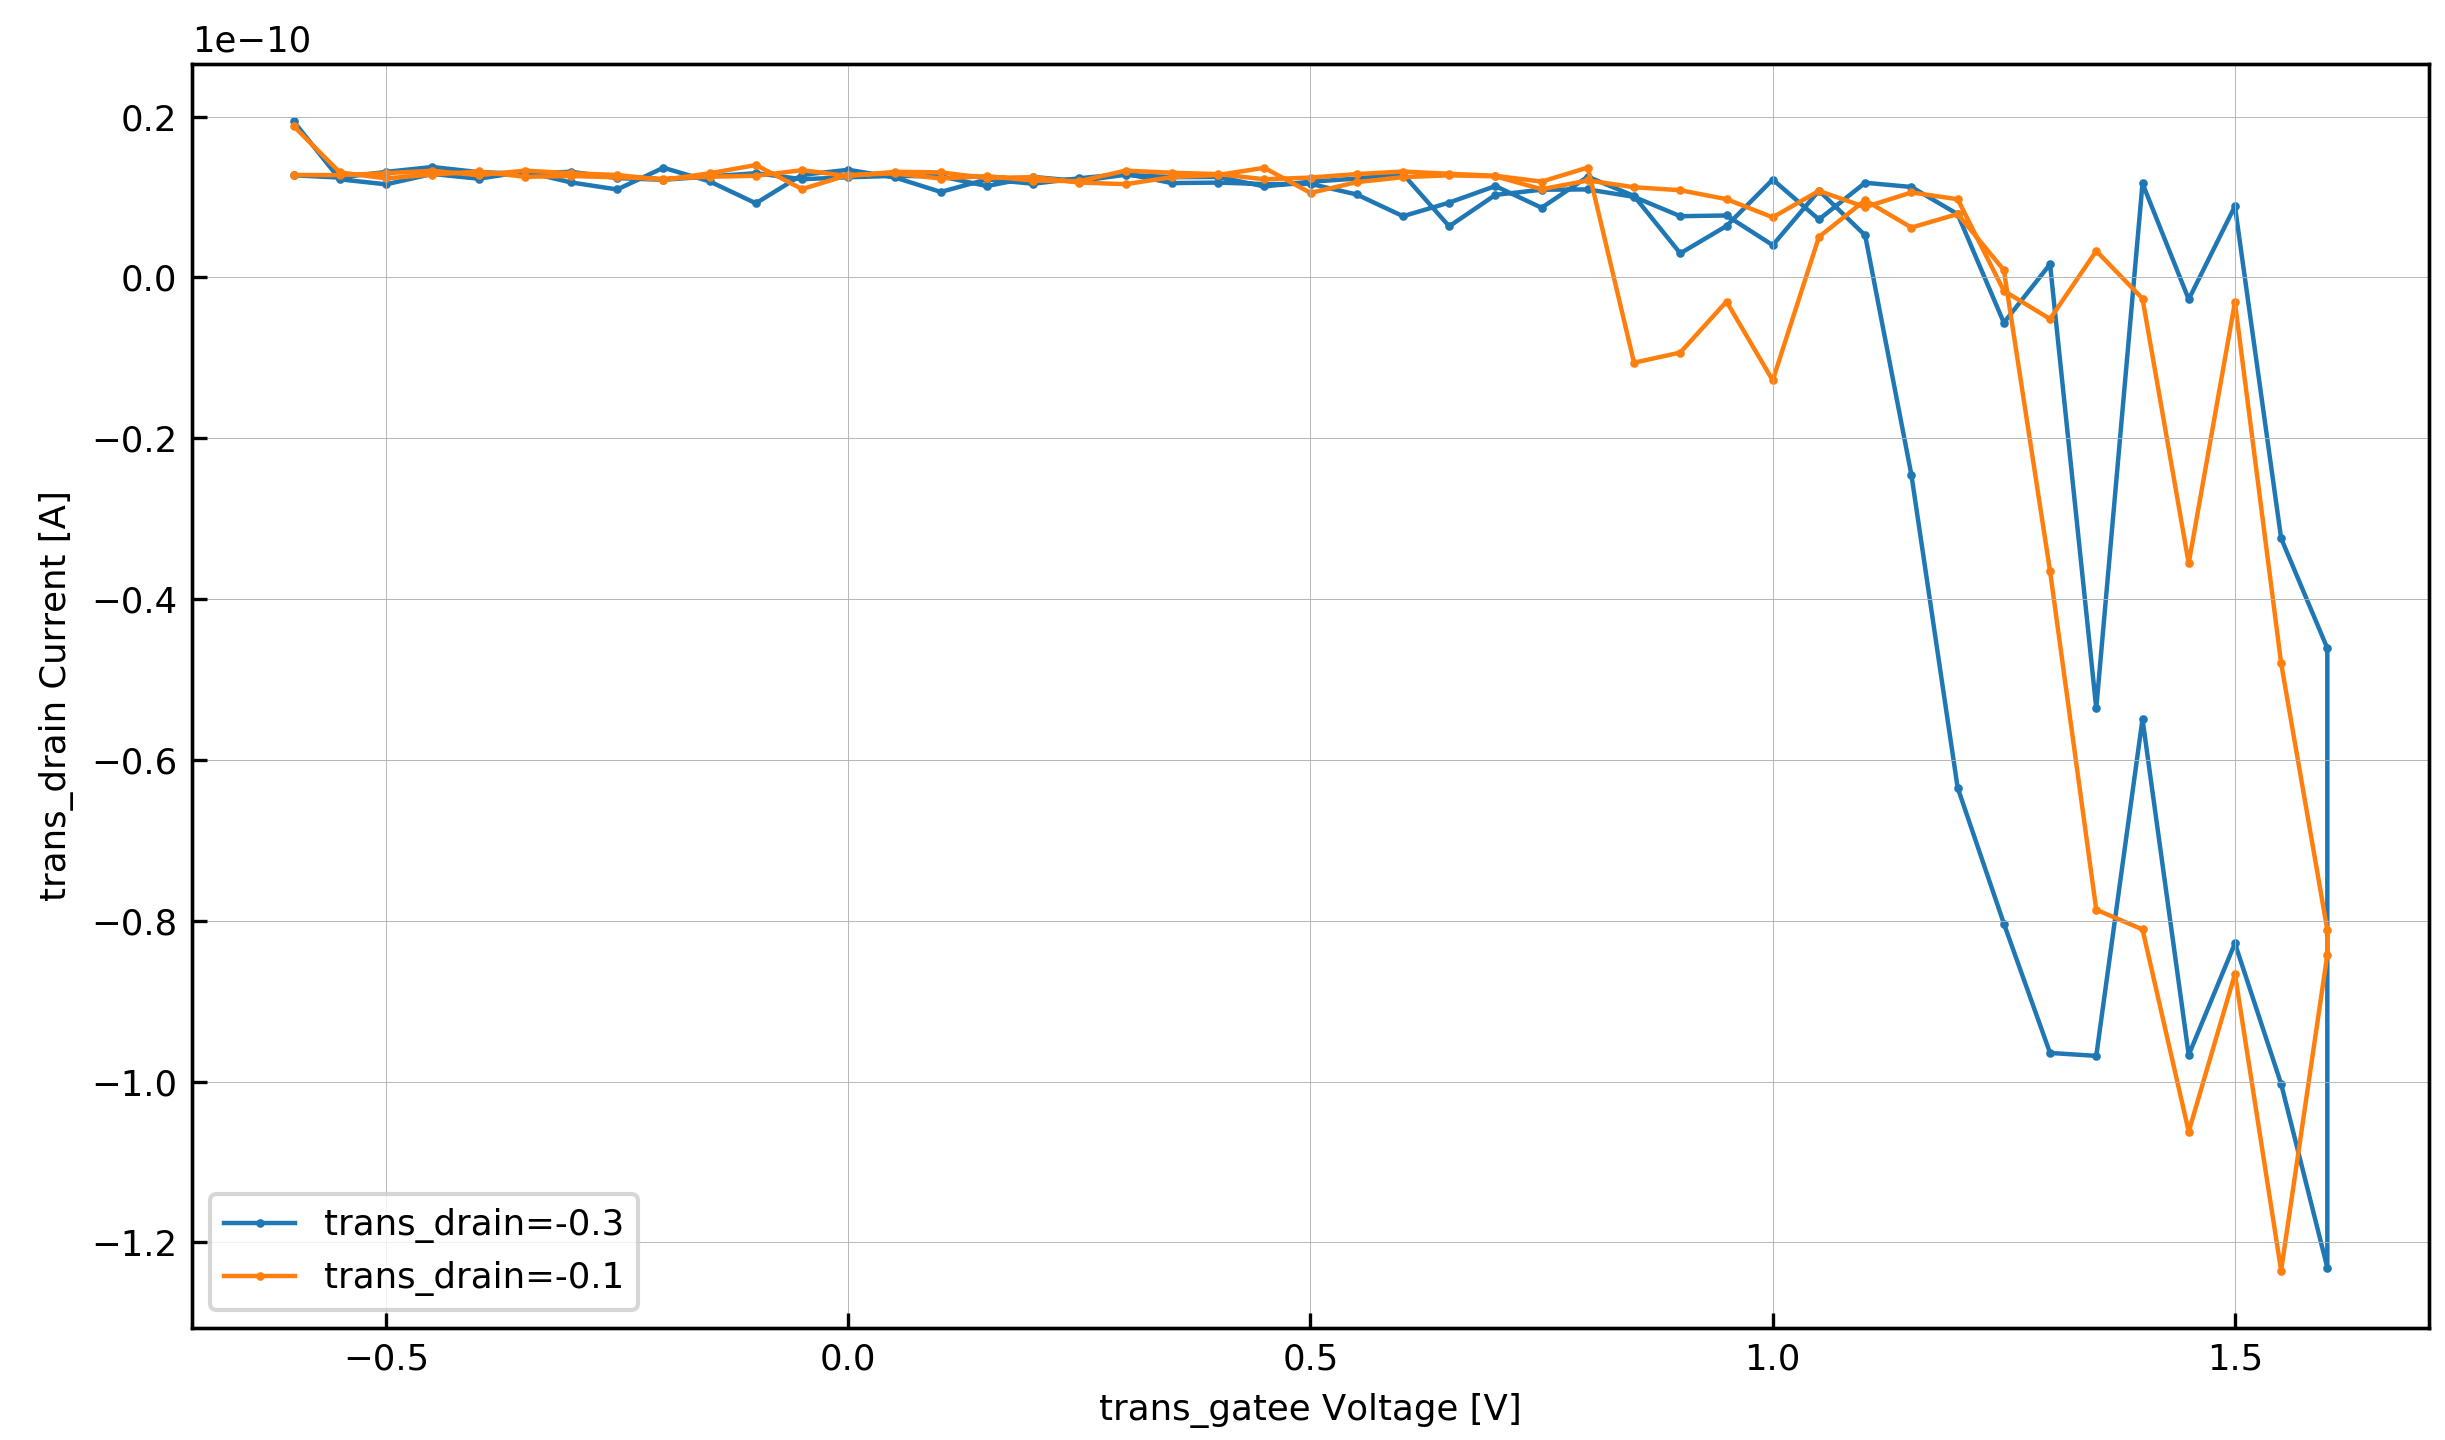 1e−10
0.2
0.0
−0.2
−0.4
−0.6
−0.8
−1.0
−1.2
trans_drain Current [A]
trans_drain=-0.3
trans_drain=-0.1
−0.5 0.0 0.5 1.0 1.5
trans_gatee Voltage [V]